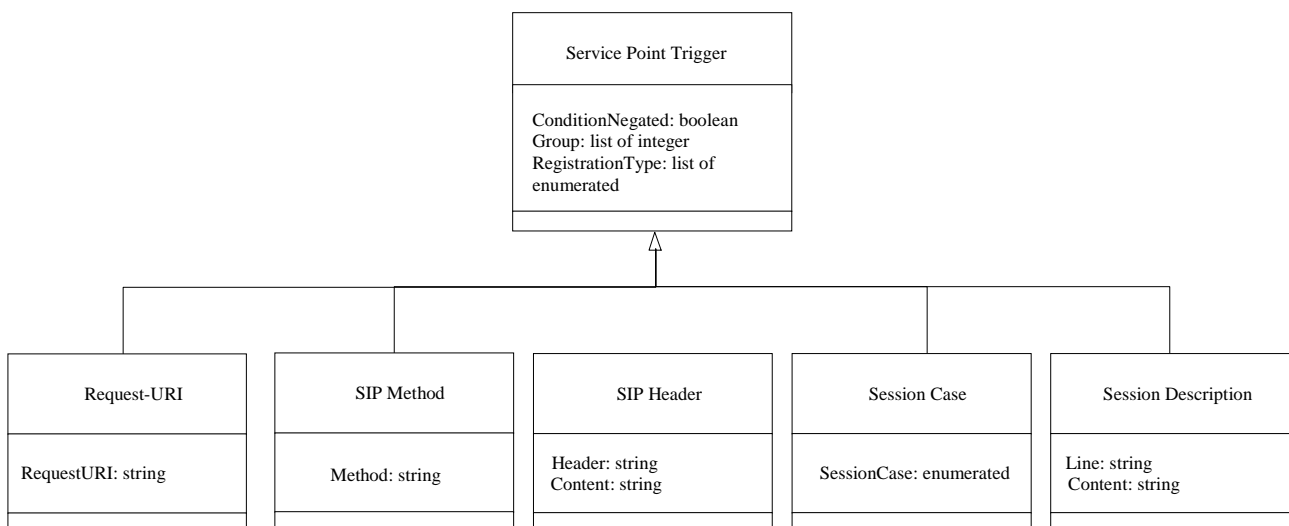 Service Point Trigger
ConditionNegated: boolean
Group: list of integer
RegistrationType: list of
enumerated
Request-URI
SIP Method
SIP Header
Session Case
Session Description
RequestURI: string
Method: string
Header: string
Content: string
SessionCase: enumerated
Line: string
Content: string